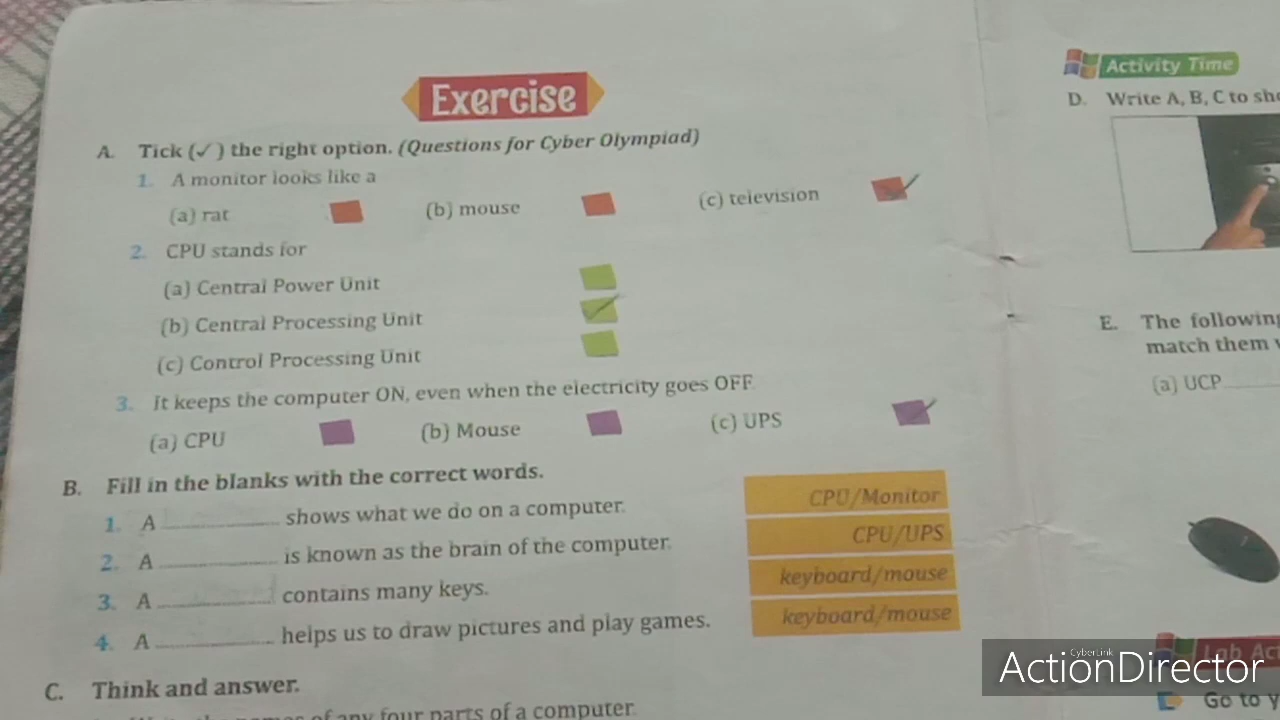 Exercise
A. Tick (✓) the right option. (Questions for Cyber Olympiad)
1. A monitor looks like a
(a) rat (b) mouse (c) television
2. CPU stands for
(a) Central Power Unit
(b) Central Processing Unit
(c) Control Processing Unit
3. It keeps the computer ON, even when the electricity goes OFF
(a) CPU (b) Mouse (c) UPS
B. Fill in the blanks with the correct words.
1. A ____________ shows what we do on a computer. CPU/Monitor
2. A ____________ is known as the brain of the computer. CPU/UPS
3. A ____________ contains many keys. keyboard/mouse
4. A ____________ helps us to draw pictures and play games. keyboard/mouse
C. Think and answer.
names of any four parts of a computer.
Activity Time
D. Write A, B, C to
E. The following
match them
(a) UCP ______
Lab
Go to
CyberLink
ActionDirector